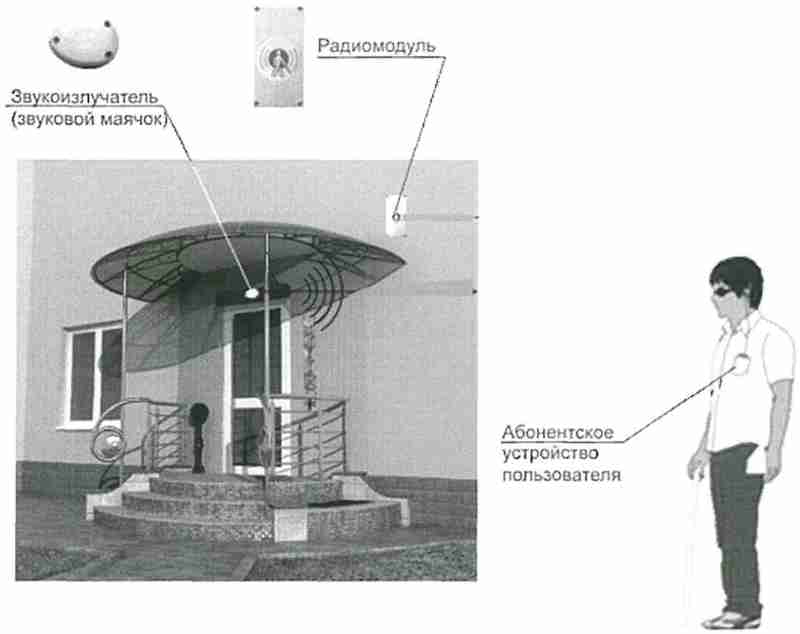 Радиомодуль
Звукоизлучатель
(звуковой маячок)
Абонентское
устройство
пользователя